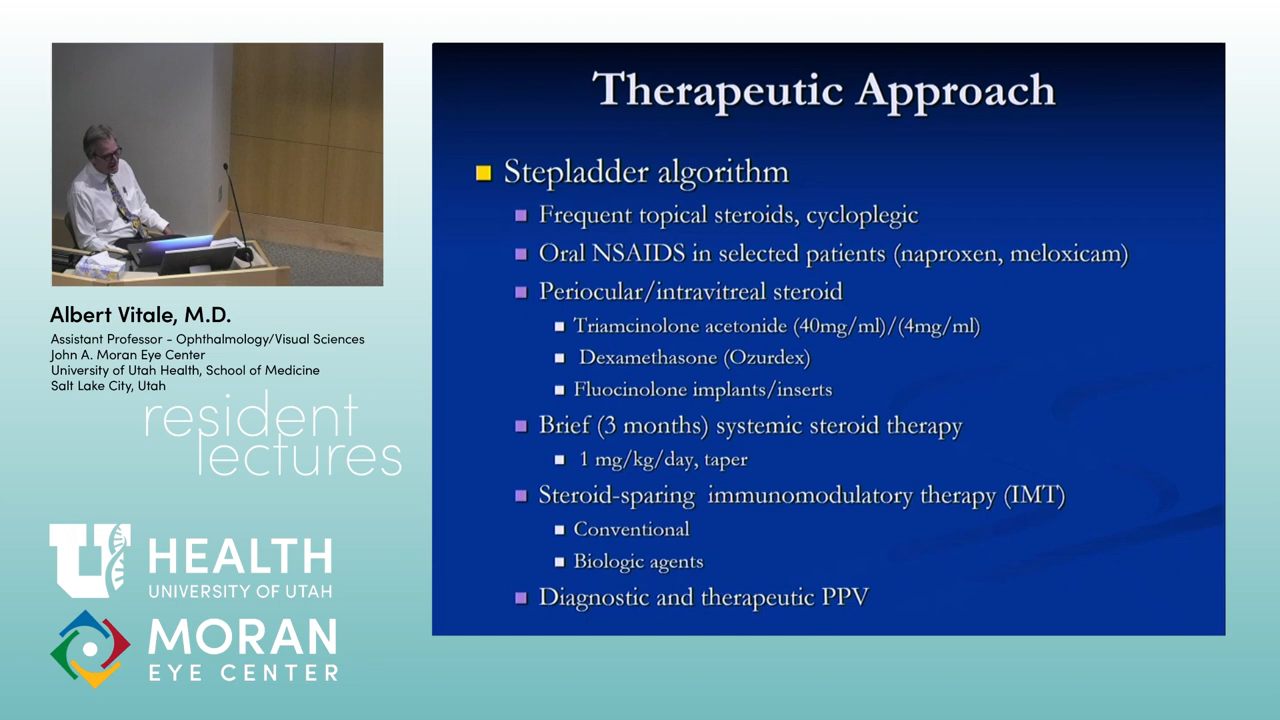 Therapeutic Approach
Stepladder algorithm
Frequent topical steroids, cycloplegic
Oral NSAIDS in selected patients (naproxen, meloxicam)
Periocular/intravitreal steroid
Triamcinolone acetonide (40mg/ml)/(4mg/ml)
Dexamethasone (Ozurdex)
Fluocinolone implants/inserts
Brief (3 months) systemic steroid therapy
1 mg/kg/day, taper
Steroid-sparing immunomodulatory therapy (IMT)
Conventional
Biologic agents
Diagnostic and therapeutic PPV
Albert Vitale, M.D.
Assistant Professor - Ophthalmology/Visual Sciences
John A. Moran Eye Center
University of Utah Health, School of Medicine
Salt Lake City, Utah
resident
lectures
U HEALTH
UNIVERSITY OF UTAH
MORAN
EYE CENTER